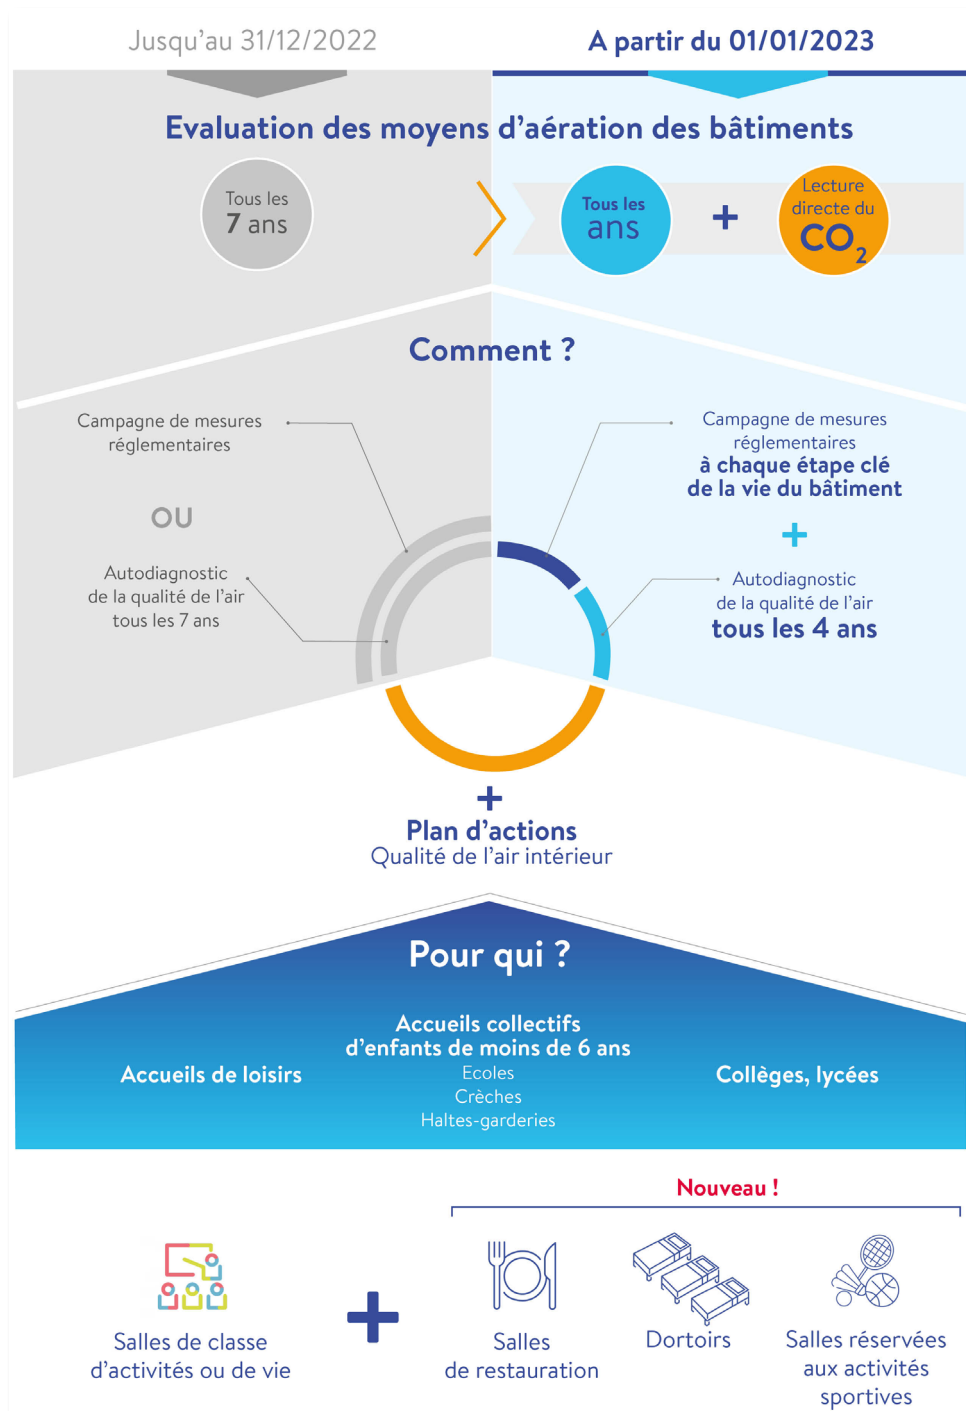 Jusqu'au 31/12/2022
A partir du 01/01/2023
Evaluation des moyens d'aération des bâtiments
Tous les
7 ans
Tous les
ans
+
Lecture
directe du
CO2
Comment ?
Campagne de mesures
réglementaires
OU
Autodiagnostic
de la qualité de l'air
tous les 7 ans
Campagne de mesures
réglementaires
à chaque étape clé
de la vie du bâtiment
+
Autodiagnostic
de la qualité de l'air
tous les 4 ans
+
Plan d'actions
Qualité de l'air intérieur
Pour qui ?
Accueils de loisirs
Accueils collectifs
d'enfants de moins de 6 ans
Ecoles
Crèches
Haltes-garderies
Collèges, lycées
Nouveau !
Salles de classe
d'activités ou de vie
+
Salles
de restauration
Dortoirs
Salles réservées
aux activités
sportives